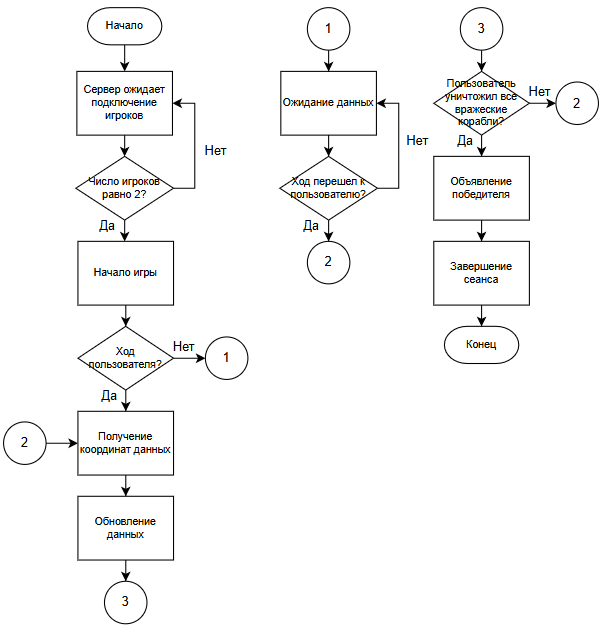 Начало
Сервер ожидает
подключение
игроков
Нет
Число игроков
равно 2?
Да
Начало игры
Ход
пользователя?
Нет
1
Да
2
Получение
координат данных
Обновление
данных
3
1
Ожидание данных
Нет
Ход перешел к
пользователю?
Да
2
3
Пользователь
уничтожил все
вражеские
корабли?
Нет
2
Да
Объявление
победителя
Завершение
сеанса
Конец